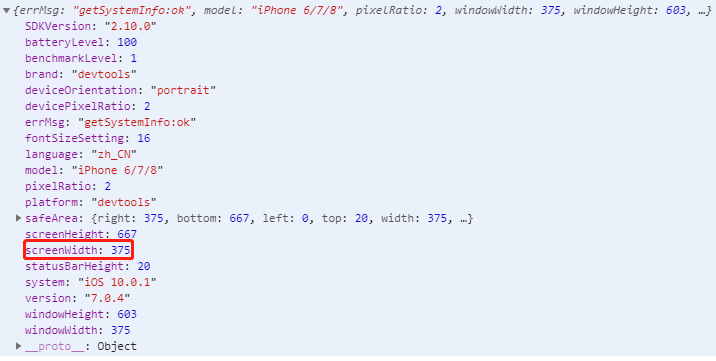 ▼{errMsg: "getSystemInfo:ok", model: "iPhone 6/7/8", pixelRatio: 2, windowWidth: 375, windowHeight: 603, …}
SDKVersion: "2.10.0"
batteryLevel: 100
benchmarkLevel: 1
brand: "devtools"
deviceOrientation: "portrait"
devicePixelRatio: 2
errMsg: "getSystemInfo:ok"
fontSizeSetting: 16
language: "zh_CN"
model: "iPhone 6/7/8"
pixelRatio: 2
platform: "devtools"
▶safeArea: {right: 375, bottom: 667, left: 0, top: 20, width: 375, …}
screenHeight: 667
screenWidth: 375
statusBarHeight: 20
system: "iOS 10.0.1"
version: "7.0.4"
windowHeight: 603
windowWidth: 375
▶__proto__: Object